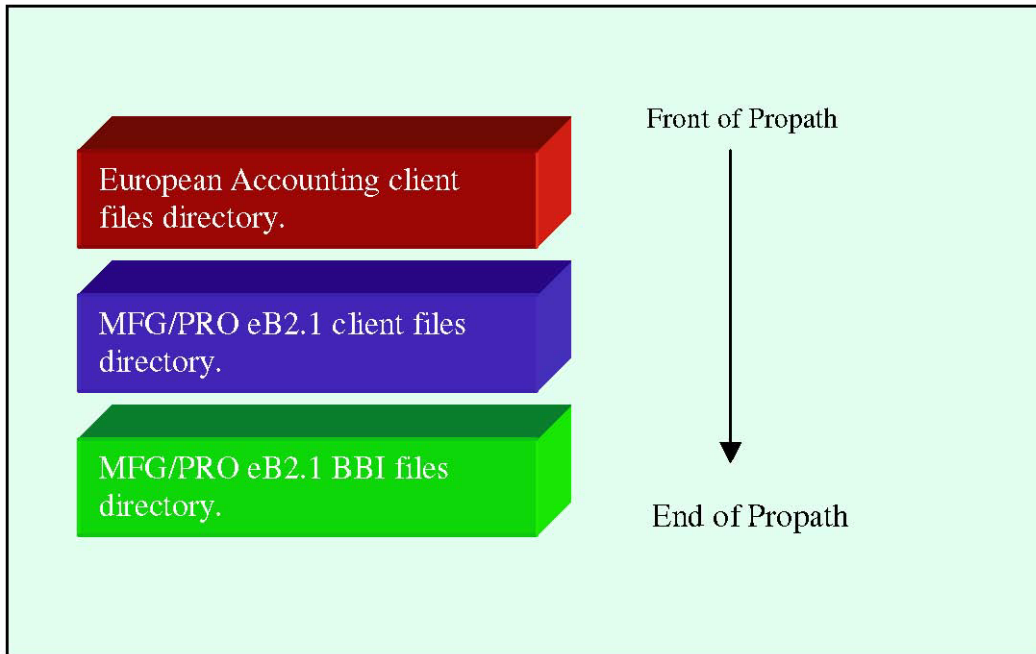 Front of Propath
European Accounting client
files directory.
MFG/PRO eB2.1 client files
directory.
MFG/PRO eB2.1 BBI files
directory.
End of Propath